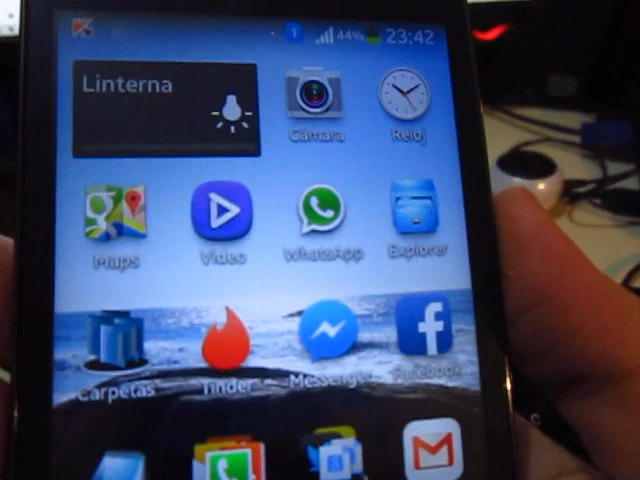 44% 23:42
Linterna
Cámara Reloj
Maps Video WhatsApp Explorer
Carpetas Tinder Messenger Facebook